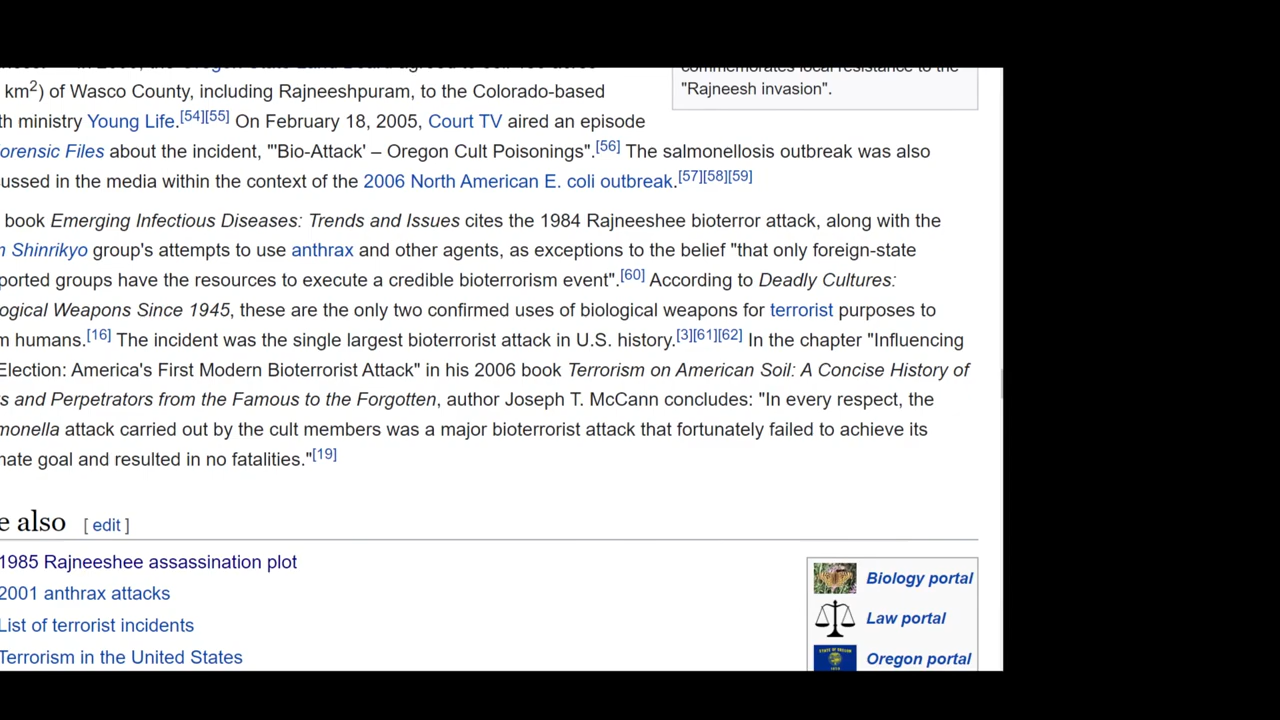 commemorates local resistance to the
"Rajneesh invasion".
km2) of Wasco County, including Rajneeshpuram, to the Colorado-based
th ministry Young Life.[54][55] On February 18, 2005, Court TV aired an episode
orensic Files about the incident, "'Bio-Attack' – Oregon Cult Poisonings".[56] The salmonellosis outbreak was also
cussed in the media within the context of the 2006 North American E. coli outbreak.[57][58][59]
book Emerging Infectious Diseases: Trends and Issues cites the 1984 Rajneeshee bioterror attack, along with the
n Shinrikyo group's attempts to use anthrax and other agents, as exceptions to the belief "that only foreign-state
ported groups have the resources to execute a credible bioterrorism event".[60] According to Deadly Cultures:
ogical Weapons Since 1945, these are the only two confirmed uses of biological weapons for terrorist purposes to
m humans.[16] The incident was the single largest bioterrorist attack in U.S. history.[3][61][62] In the chapter "Influencing
Election: America's First Modern Bioterrorist Attack" in his 2006 book Terrorism on American Soil: A Concise History of
s and Perpetrators from the Famous to the Forgotten, author Joseph T. McCann concludes: "In every respect, the
monella attack carried out by the cult members was a major bioterrorist attack that fortunately failed to achieve its
mate goal and resulted in no fatalities."[19]
e also [ edit ]
1985 Rajneeshee assassination plot
2001 anthrax attacks
List of terrorist incidents
Terrorism in the United States
Biology portal
Law portal
Oregon portal